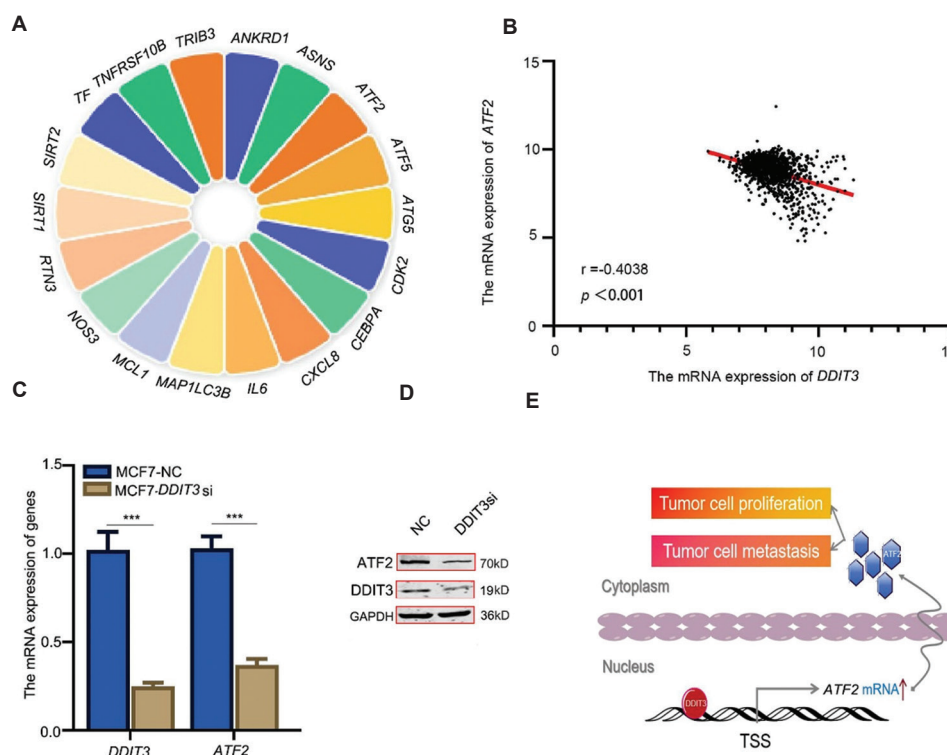 A
TF TNFRSF10B TRIB3 ANKRD1 ASNS
ATF2
ATF5
ATG5
CDK2
CEBPA
CXCL8
IL6
MAP1LC3B
MCL1
NOS3
RTN3
SIRT1
SIRT2
B
The mRNA expression of ATF2
15
10
5
0
r =-0.4038
p <0.001
0 5 10 15
The mRNA expression of DDIT3
C
MCF7-NC
MCF7-DDIT3 si
The mRNA expression of genes
1.5
1.0
0.5
0.0
*** ***
DDIT3 ATF2
D
NC DDIT3si
ATF2 70kD
DDIT3 19kD
GAPDH 36kD
E
Tumor cell proliferation
Tumor cell metastasis
ATF2
Cytoplasm
Nucleus
DDIT3
ATF2 mRNA
TSS